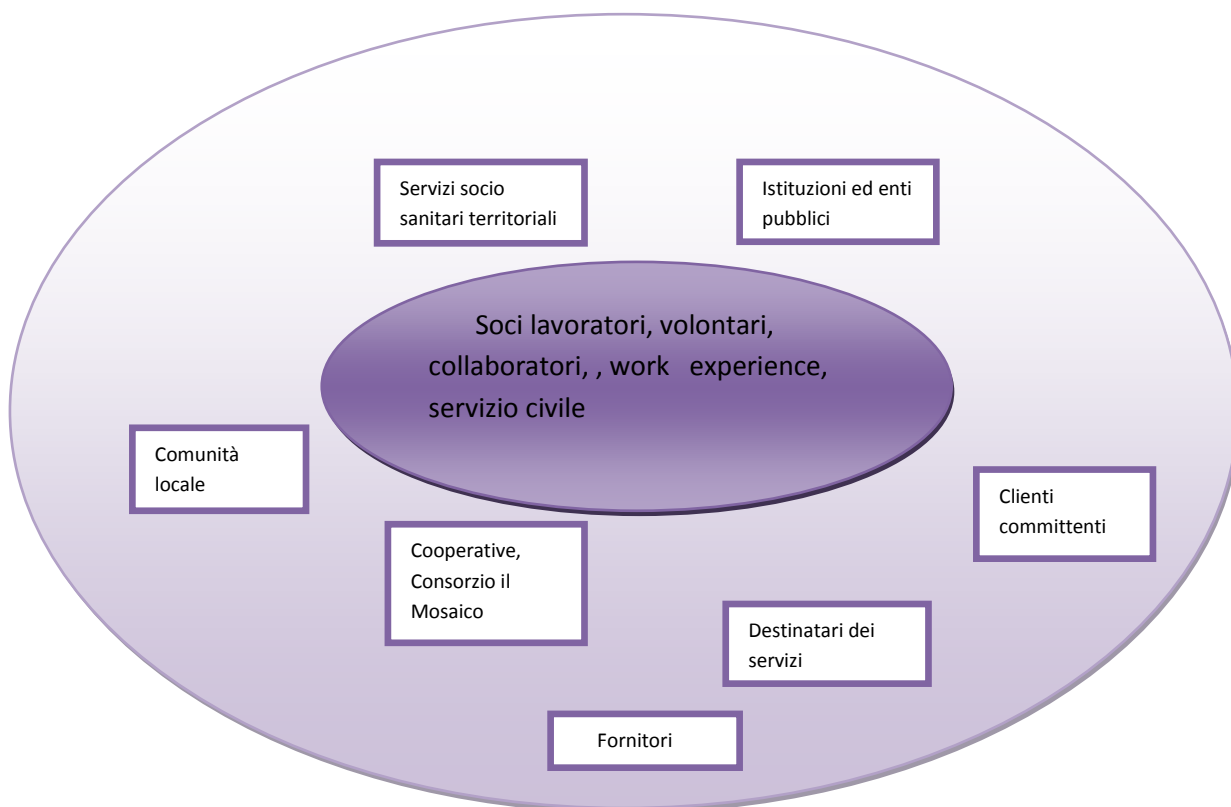 Servizi socio
sanitari territoriali
Istituzioni ed enti
pubblici
Soci lavoratori, volontari,
collaboratori, , work experience,
servizio civile
Comunità
locale
Clienti
committenti
Cooperative,
Consorzio il
Mosaico
Destinatari dei
servizi
Fornitori